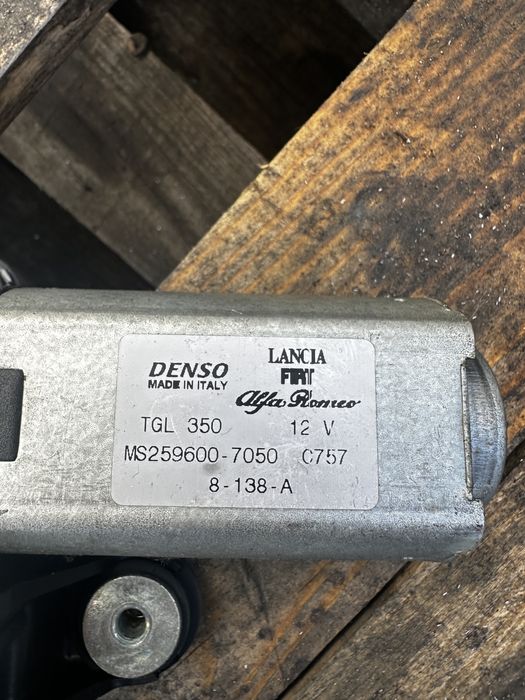 DENSO
MADE IN ITALY
LANCIA
FIAT
Alfa Romeo
TGL 350 12 V
MS259600-7050 C757
8-138-A